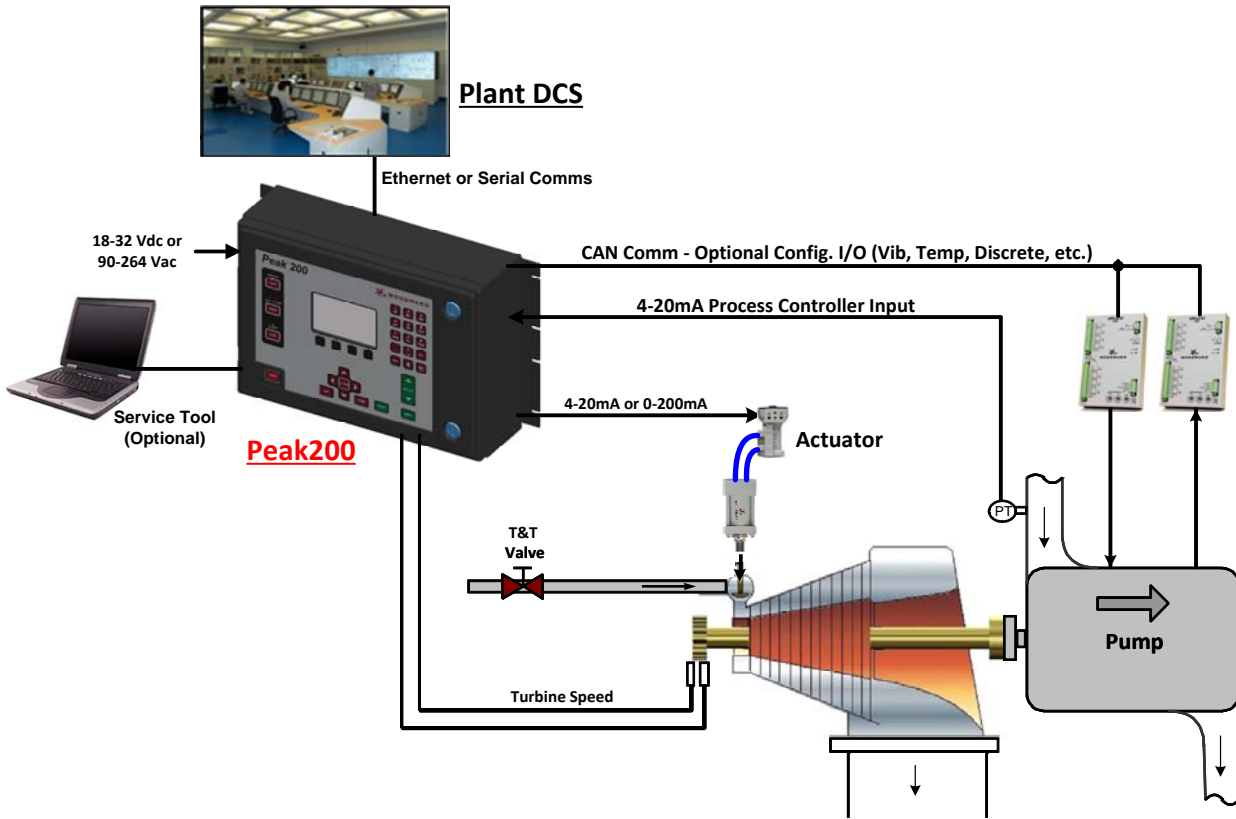 Plant DCS
Ethernet or Serial Comms
18-32 Vdc or
90-264 Vac
CAN Comm - Optional Config. I/O (Vib, Temp, Discrete, etc.)
Peak 200
WOODWARD
4-20mA Process Controller Input
Service Tool
(Optional)
Peak200
4-20mA or 0-200mA
Actuator
PT
T&T
Valve
Pump
Turbine Speed